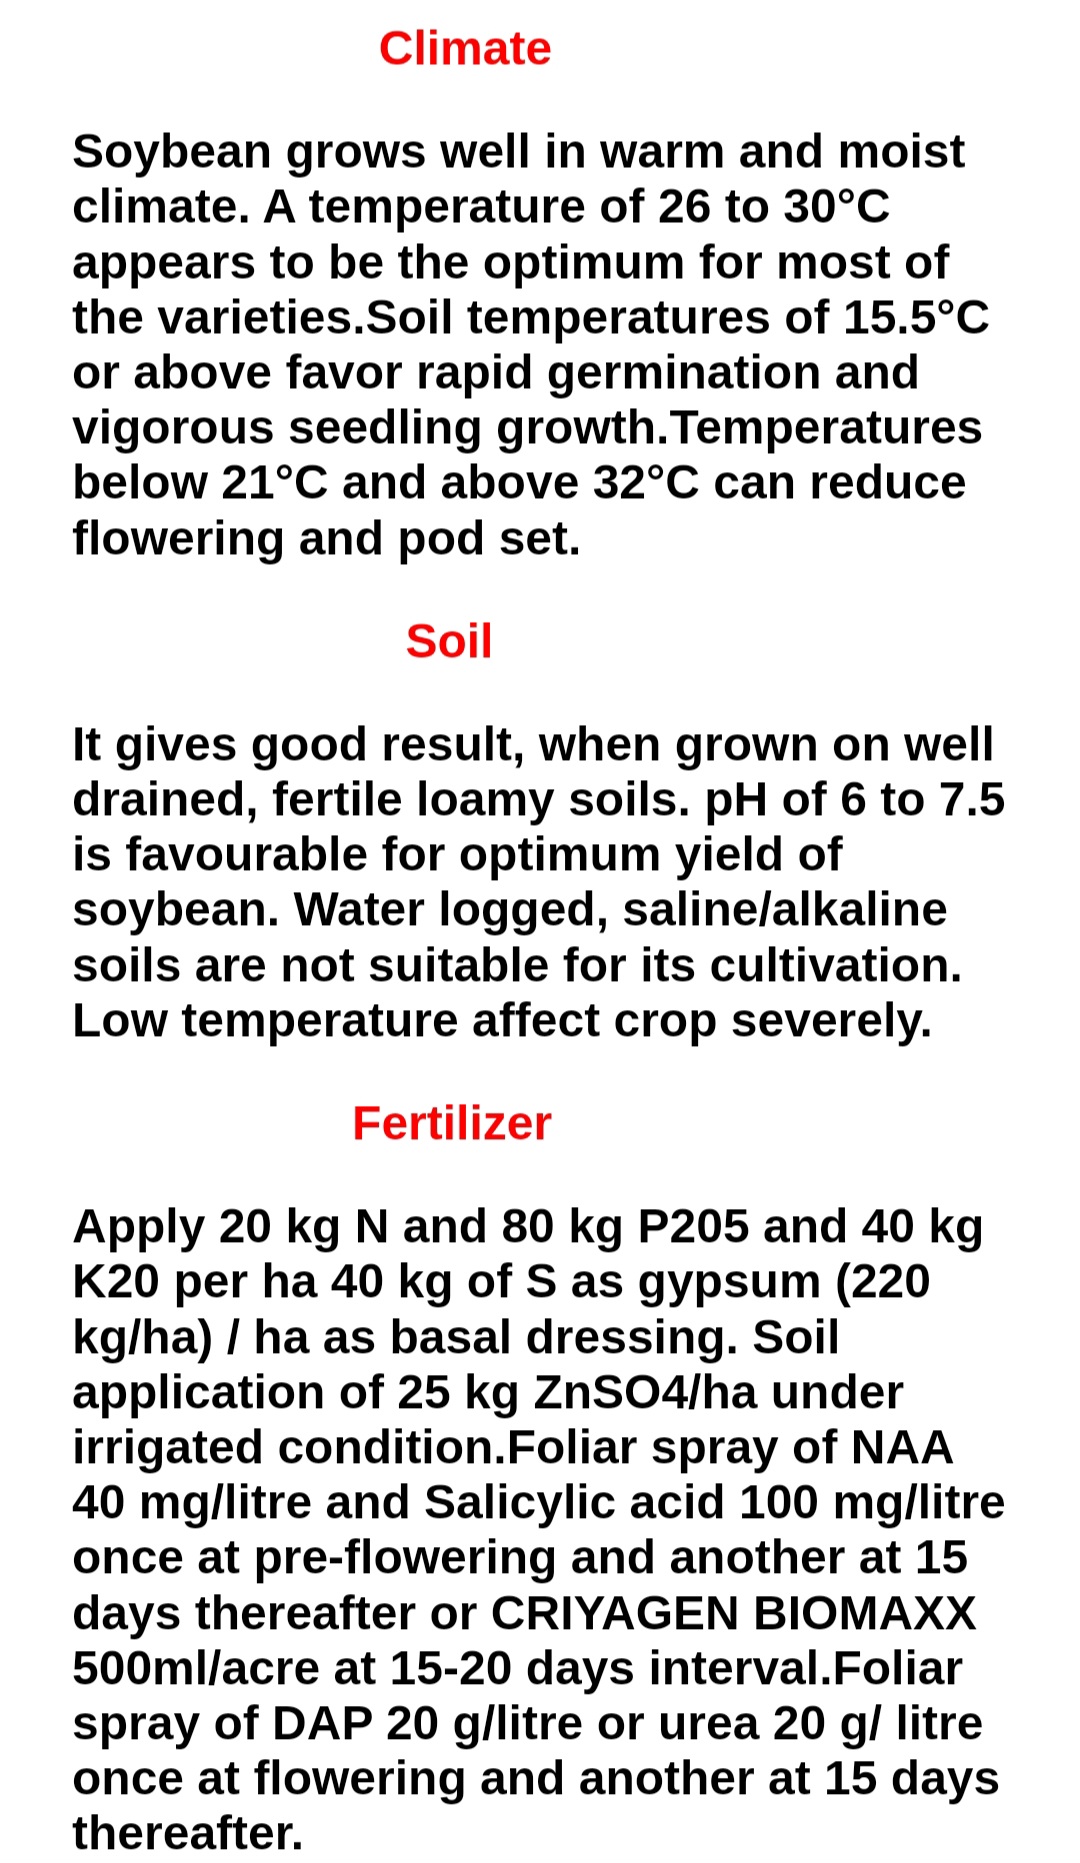 Climate
Soybean grows well in warm and moist
climate. A temperature of 26 to 30°C
appears to be the optimum for most of
the varieties.Soil temperatures of 15.5°C
or above favor rapid germination and
vigorous seedling growth.Temperatures
below 21°C and above 32°C can reduce
flowering and pod set.
Soil
It gives good result, when grown on well
drained, fertile loamy soils. pH of 6 to 7.5
is favourable for optimum yield of
soybean. Water logged, saline/alkaline
soils are not suitable for its cultivation.
Low temperature affect crop severely.
Fertilizer
Apply 20 kg N and 80 kg P205 and 40 kg
K20 per ha 40 kg of S as gypsum (220
kg/ha) / ha as basal dressing. Soil
application of 25 kg ZnSO4/ha under
irrigated condition.Foliar spray of NAA
40 mg/litre and Salicylic acid 100 mg/litre
once at pre-flowering and another at 15
days thereafter or CRIYAGEN BIOMAXX
500ml/acre at 15-20 days interval.Foliar
spray of DAP 20 g/litre or urea 20 g/ litre
once at flowering and another at 15 days
thereafter.